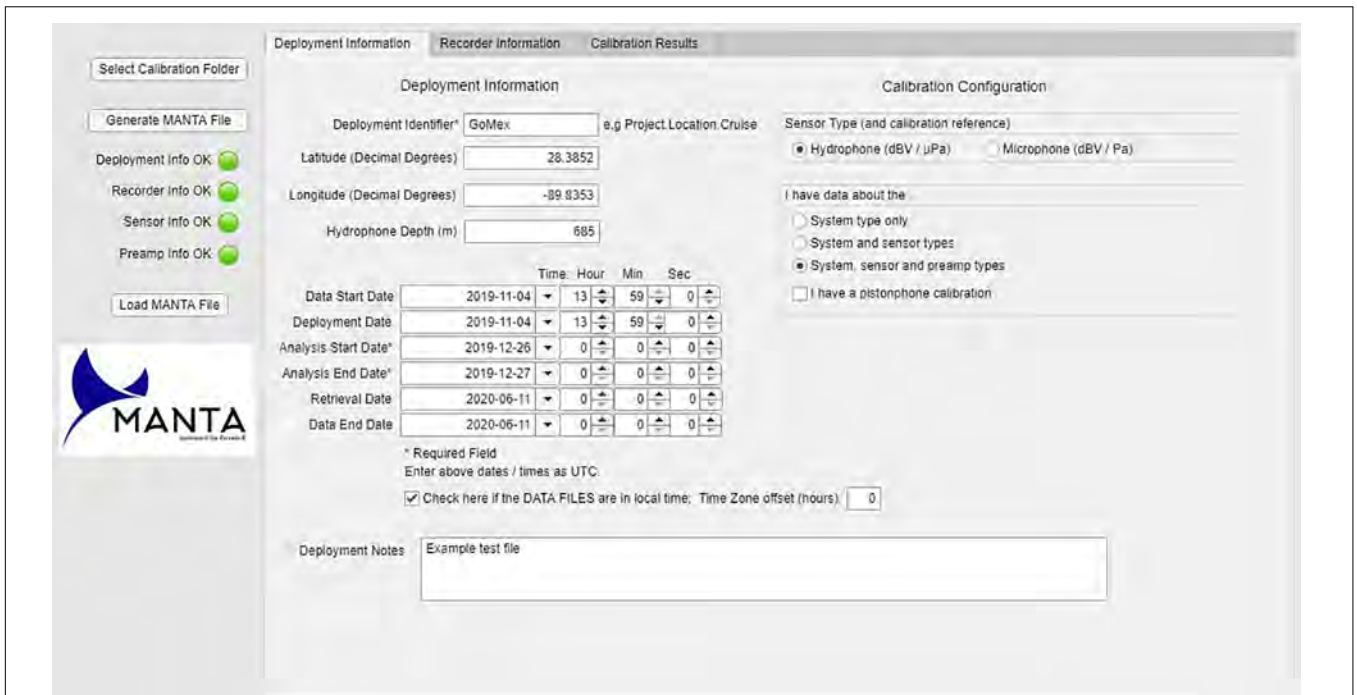 Deployment Information Recorder Information Calibration Results
Select Calibration Folder
Generate MANTA File
Deployment Info OK
Recorder Info OK
Sensor Info OK
Preamp Info OK
Load MANTA File
MANTA
Deployment Information
Deployment Identifier* GoMex e.g Project.Location.Cruise
Latitude (Decimal Degrees) 28.3852
Longitude (Decimal Degrees) -89.8353
Hydrophone Depth (m) 685
Time: Hour Min Sec
Data Start Date 2019-11-04 13 59 0
Deployment Date 2019-11-04 13 59 0
Analysis Start Date* 2019-12-26 0 0 0
Analysis End Date* 2019-12-27 0 0 0
Retrieval Date 2020-06-11 0 0 0
Data End Date 2020-06-11 0 0 0
* Required Field
Enter above dates / times as UTC.
Check here if the DATA FILES are in local time; Time Zone offset (hours) 0
Deployment Notes Example test file
Calibration Configuration
Sensor Type (and calibration reference)
Hydrophone (dBV / µPa) Microphone (dBV / Pa)
I have data about the
System type only
System and sensor types
System, sensor and preamp types
I have a pistonphone calibration